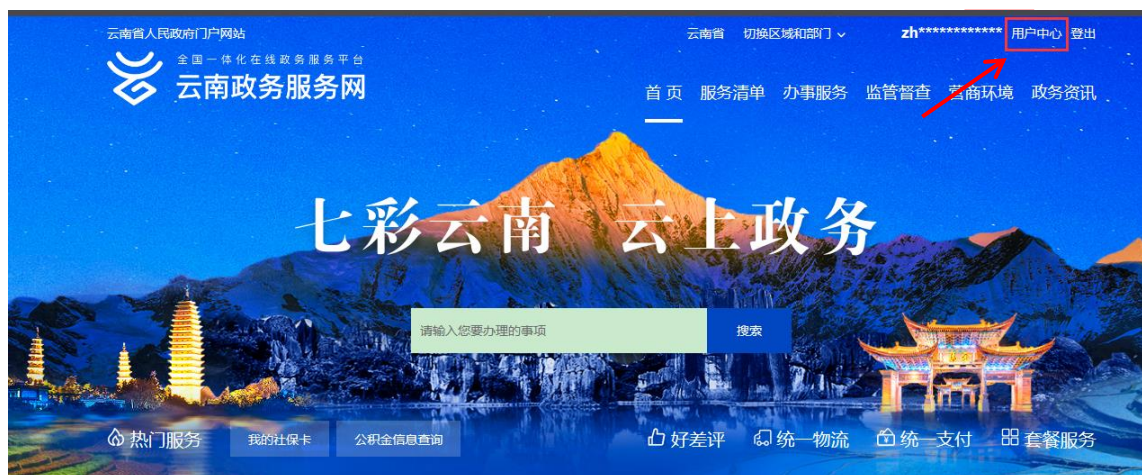 云南省人民政府门户网站 云南省 切换区域和部门 zh************ 用户中心 登出
全国一体化在线政务服务平台
云南政务服务网
首页 服务清单 办事服务 监管督查 营商环境 政务资讯
七彩云南 云上政务
请输入您要办理的事项 搜索
热门服务 我的社保卡 公积金信息查询 好差评 统一物流 统一支付 套餐服务